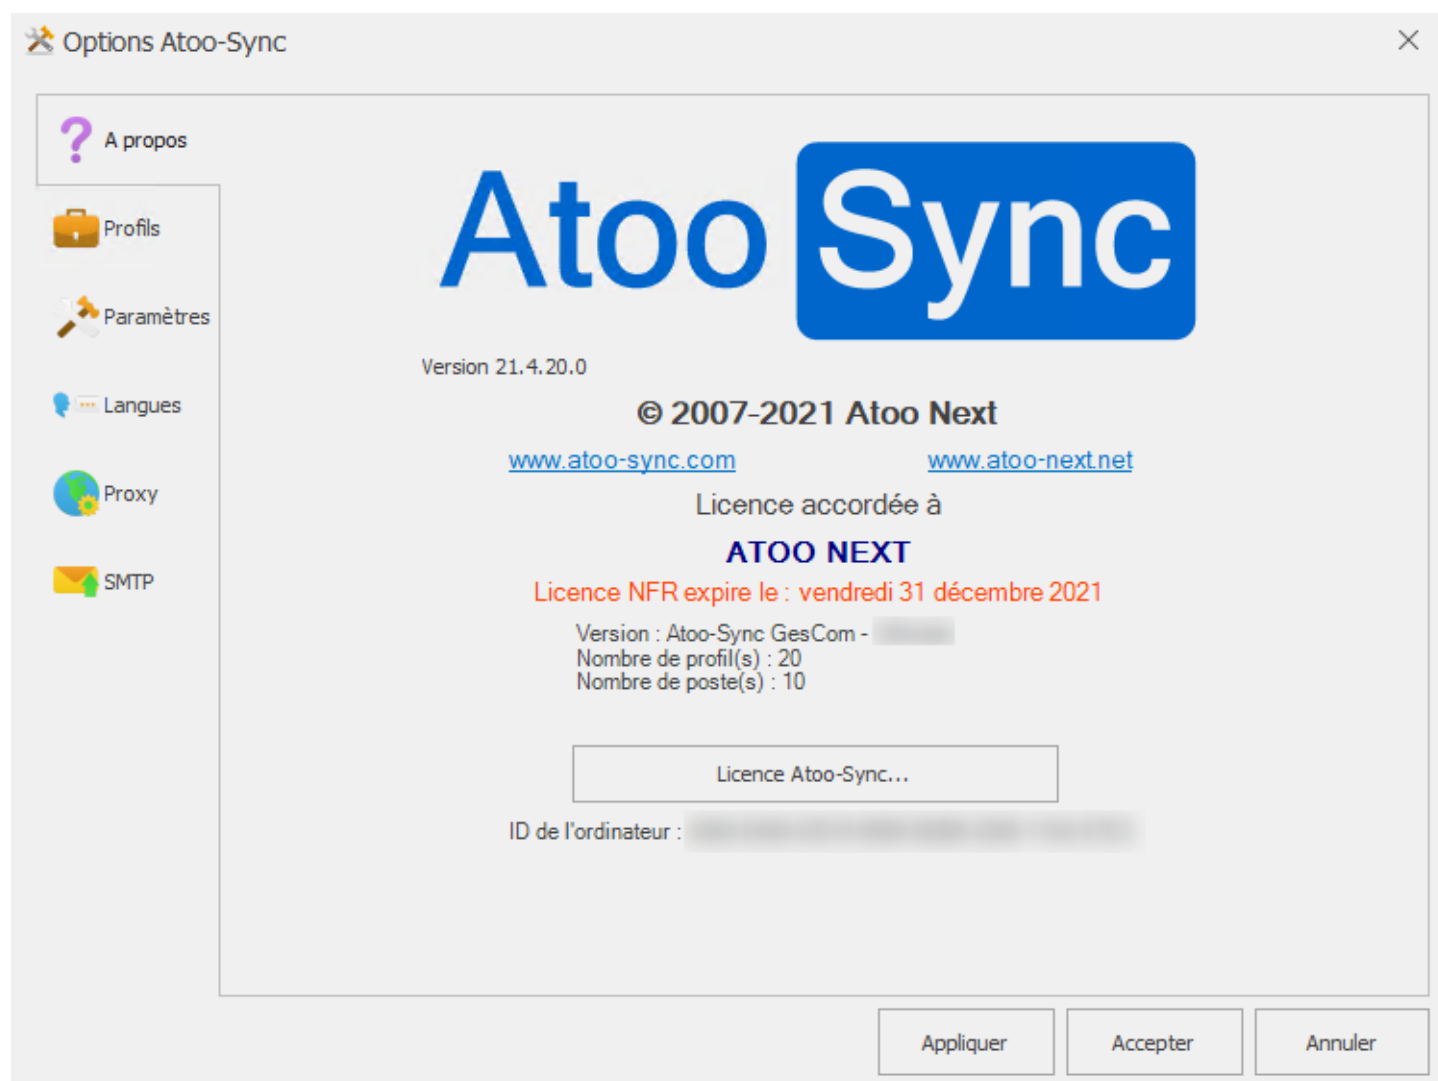 Options Atoo-Sync
A propos
Profils
Paramètres
Langues
Proxy
SMTP
Atoo Sync
Version 21.4.20.0
© 2007-2021 Atoo Next
www.atoo-sync.com www.atoo-next.net
Licence accordée à
ATOO NEXT
Licence NFR expire le : vendredi 31 décembre 2021
Version : Atoo-Sync GesCom -
Nombre de profil(s) : 20
Nombre de poste(s) : 10
Licence Atoo-Sync...
ID de l'ordinateur :
Appliquer Accepter Annuler